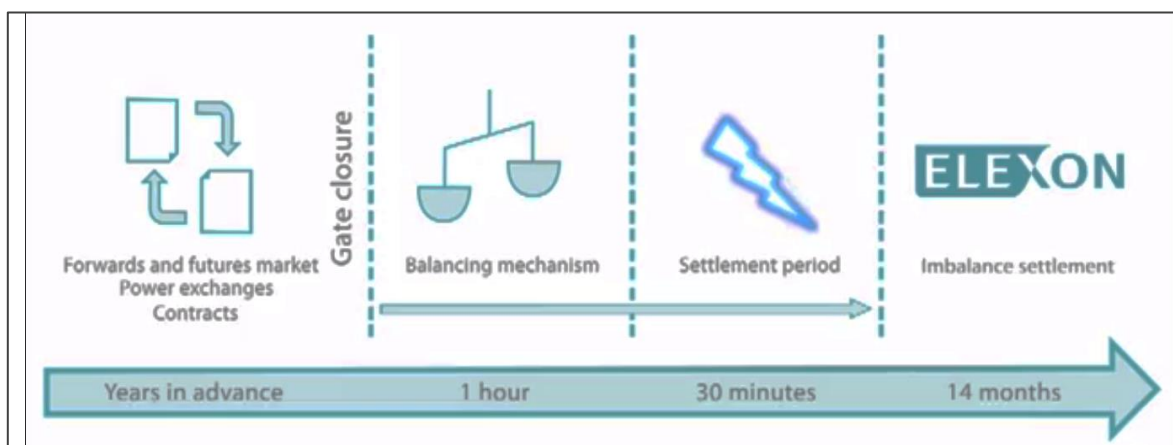 Gate closure
ELEXON
Forwards and futures market
Power exchanges
Contracts
Balancing mechanism
Settlement period
Imbalance settlement
Years in advance
1 hour
30 minutes
14 months